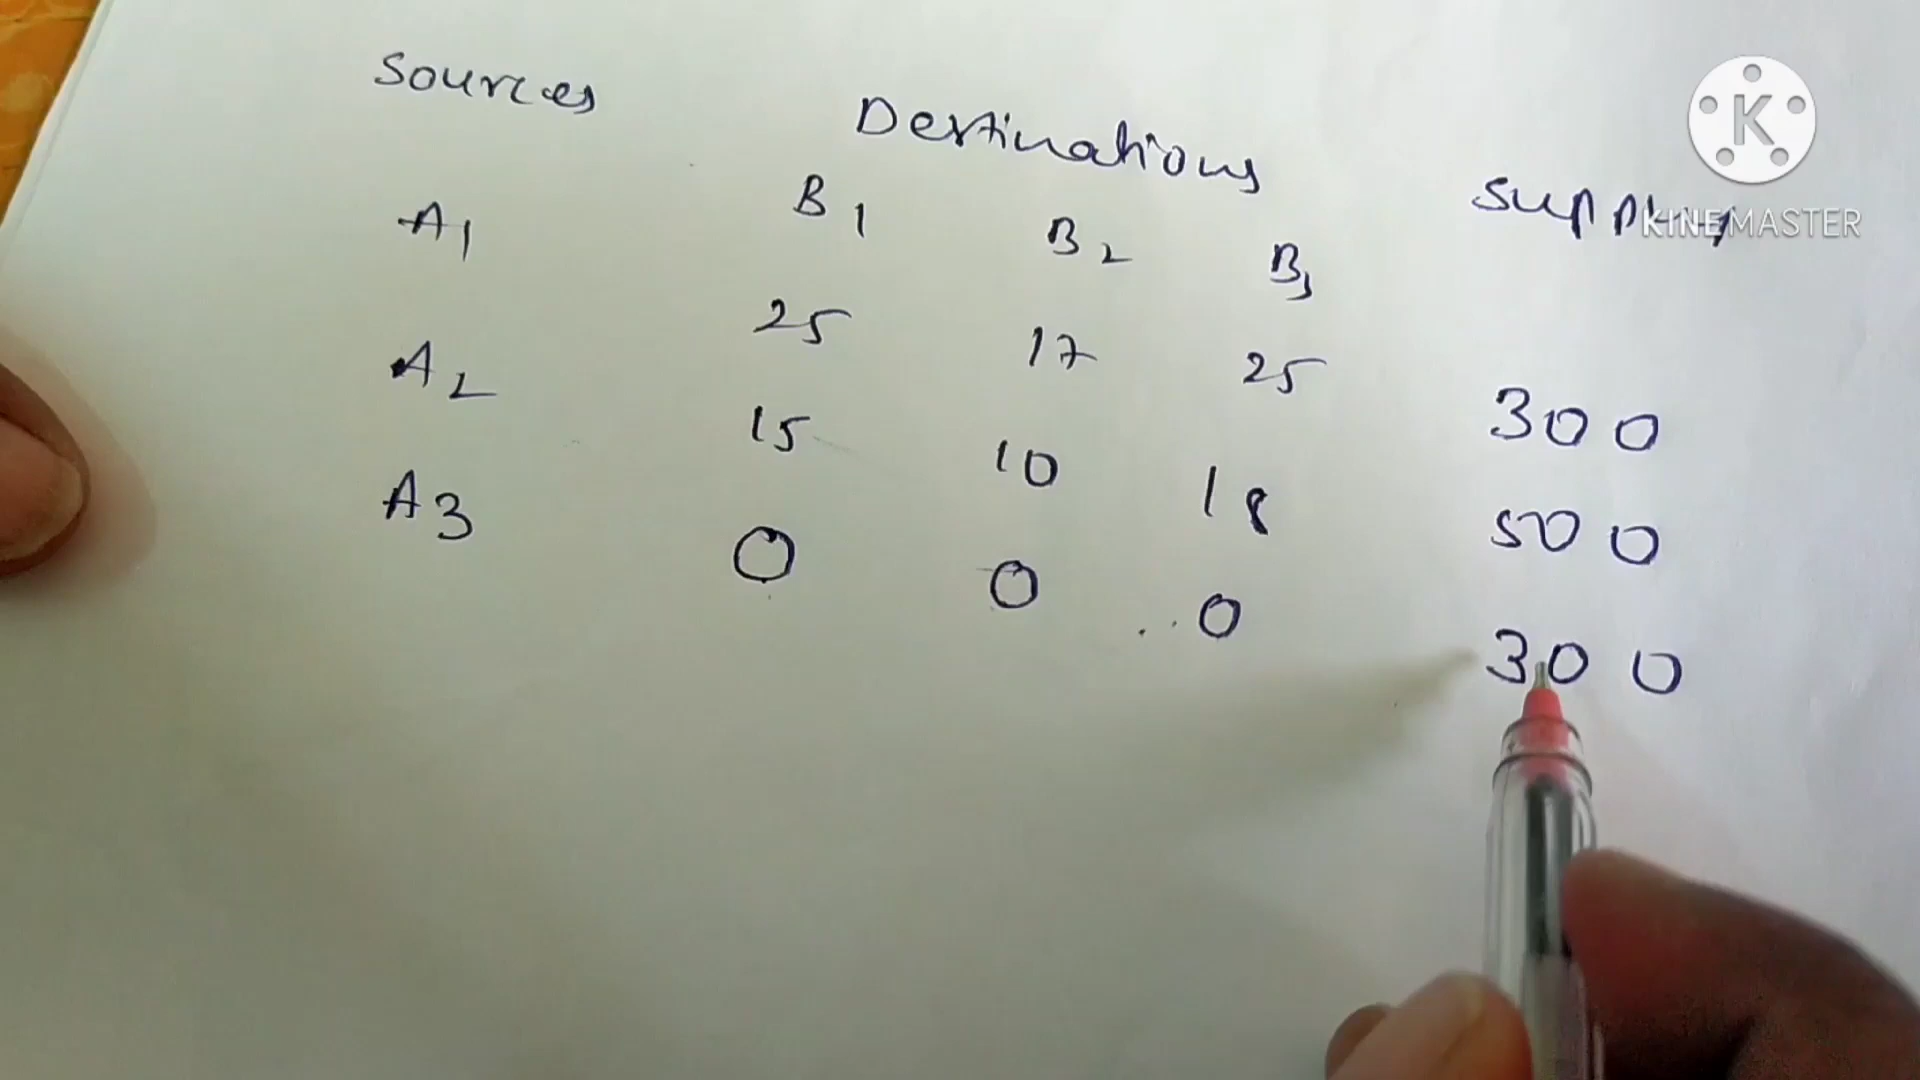 Sources Destinations Supply
A1 B1 B2 B3
A2 25 17 25 300
A3 15 10 18 500
0 0 0 300
K
KINEMASTER